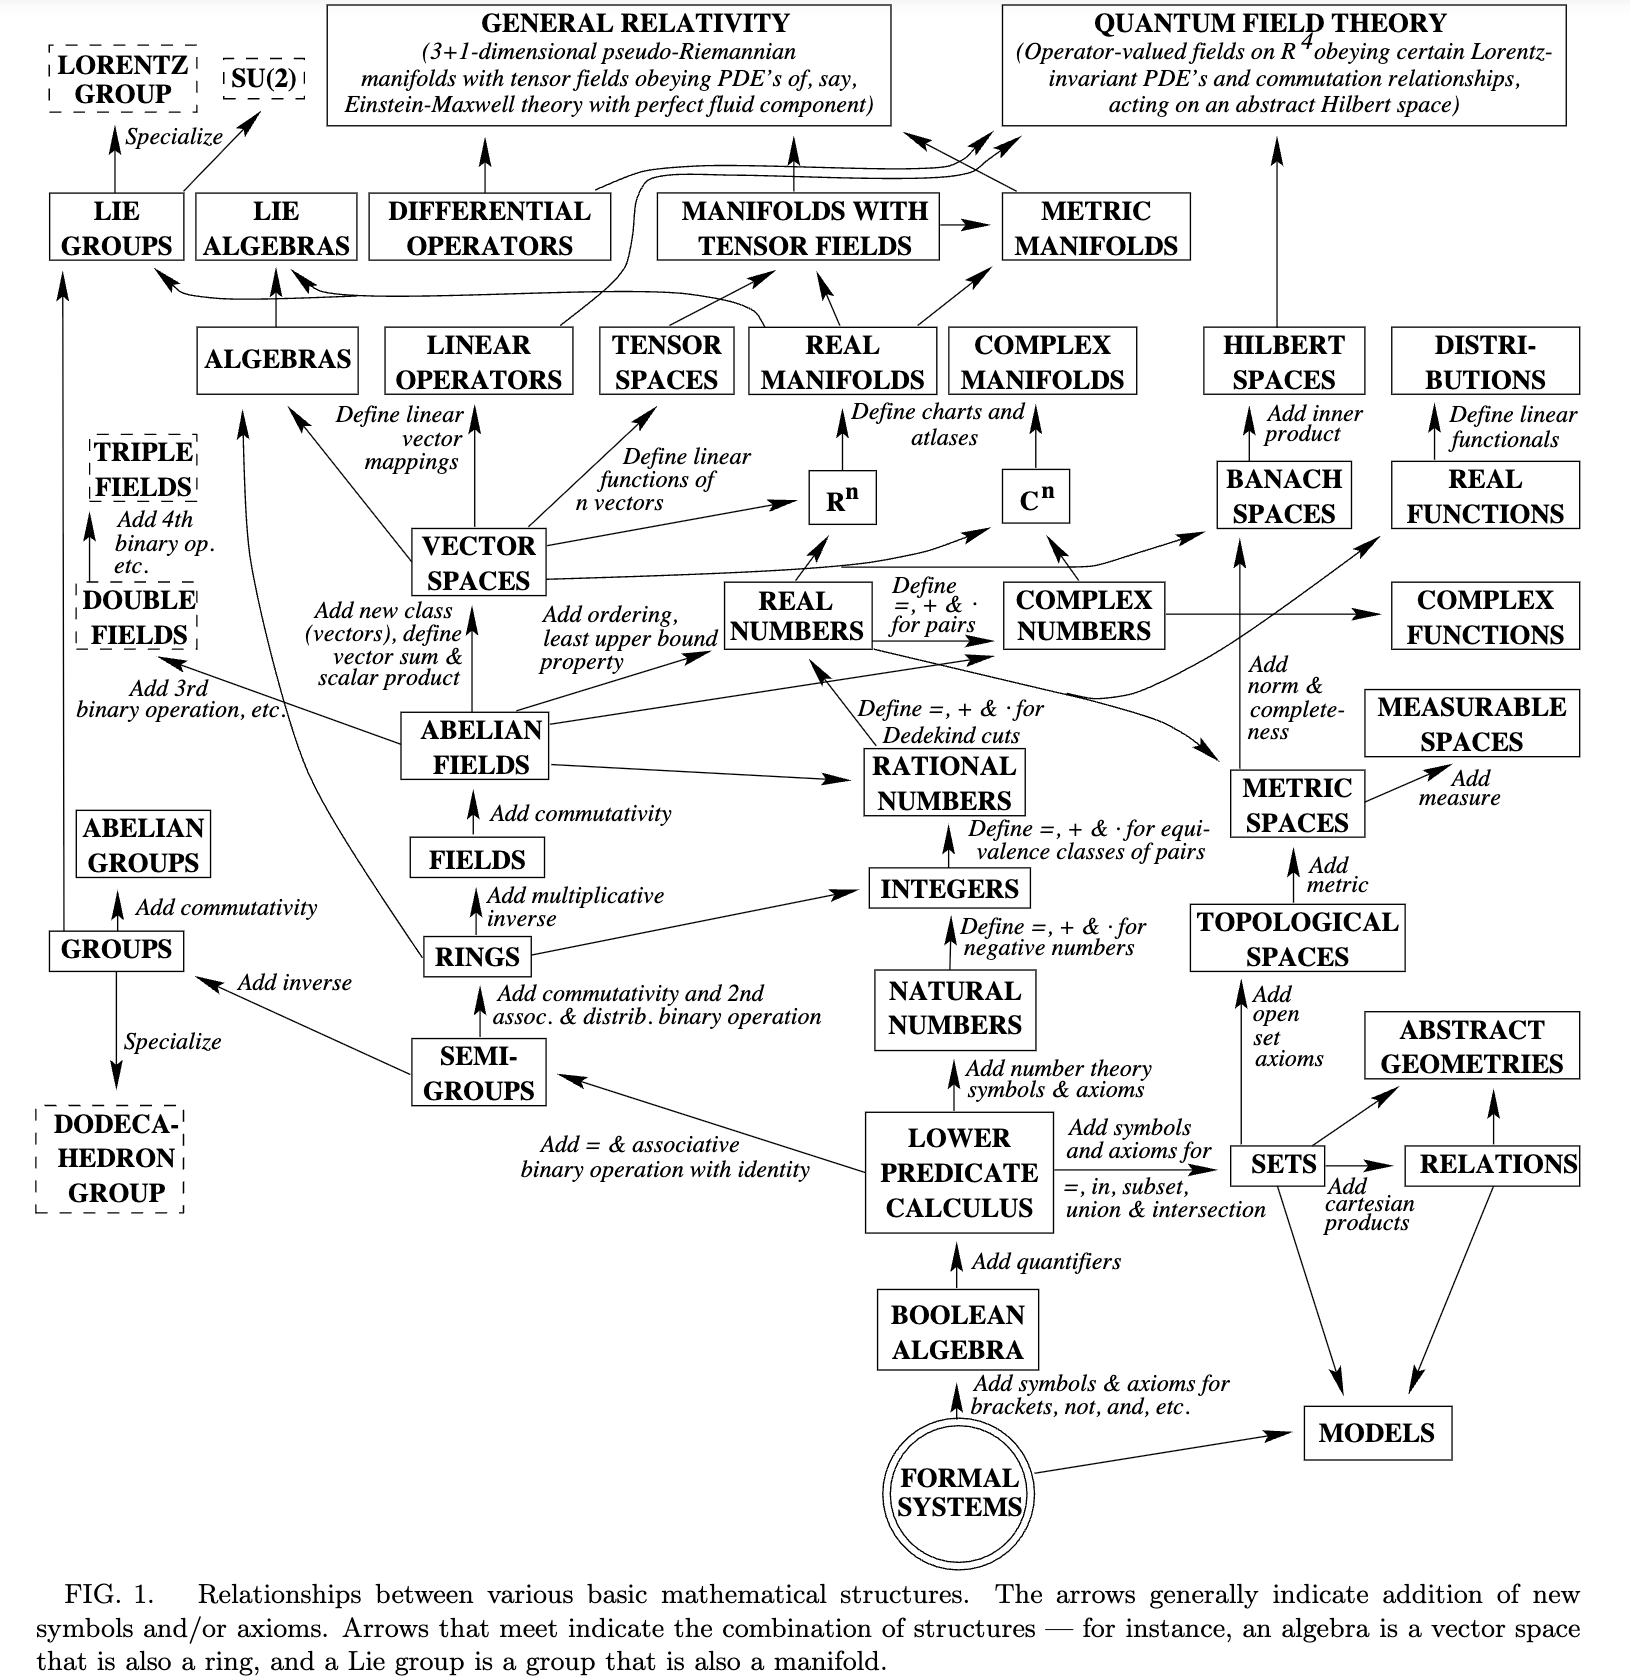 GENERAL RELATIVITY
(3+1-dimensional pseudo-Riemannian
manifolds with tensor fields obeying PDE's of, say,
Einstein-Maxwell theory with perfect fluid component)
QUANTUM FIELD THEORY
(Operator-valued fields on R⁴ obeying certain Lorentz-
invariant PDE's and commutation relationships,
acting on an abstract Hilbert space)
LORENTZ
GROUP
SU(2)
Specialize
LIE
GROUPS
LIE
ALGEBRAS
DIFFERENTIAL
OPERATORS
MANIFOLDS WITH
TENSOR FIELDS
METRIC
MANIFOLDS
ALGEBRAS
LINEAR
OPERATORS
TENSOR
SPACES
REAL
MANIFOLDS
COMPLEX
MANIFOLDS
HILBERT
SPACES
DISTRI-
BUTIONS
Define linear
vector
mappings
Define charts and
atlases
Add inner
product
Define linear
functionals
TRIPLE
FIELDS
Define linear
functions of
n vectors
Rⁿ
Cⁿ
BANACH
SPACES
REAL
FUNCTIONS
Add 4th
binary op.
etc.
VECTOR
SPACES
DOUBLE
FIELDS
Add new class
(vectors), define
vector sum &
scalar product
Add ordering,
least upper bound
property
REAL
NUMBERS
Define
=, + & ·
for pairs
COMPLEX
NUMBERS
COMPLEX
FUNCTIONS
Add 3rd
binary operation, etc.
Add
norm &
complete-
ness
ABELIAN
FIELDS
Define =, + & · for
Dedekind cuts
MEASURABLE
SPACES
RATIONAL
NUMBERS
METRIC
SPACES
Add
measure
ABELIAN
GROUPS
Add commutativity
Define =, + & · for equi-
valence classes of pairs
FIELDS
Add
metric
Add commutativity
Add multiplicative
inverse
INTEGERS
GROUPS
RINGS
Define =, + & · for
negative numbers
TOPOLOGICAL
SPACES
Add inverse
Add commutativity and 2nd
assoc. & distrib. binary operation
NATURAL
NUMBERS
Add
open
set
axioms
Specialize
SEMI-
GROUPS
ABSTRACT
GEOMETRIES
Add number theory
symbols & axioms
DODECA-
HEDRON
GROUP
Add = & associative
binary operation with identity
LOWER
PREDICATE
CALCULUS
Add symbols
and axioms for
=, in, subset,
union & intersection
SETS
Add
cartesian
products
RELATIONS
Add quantifiers
BOOLEAN
ALGEBRA
Add symbols & axioms for
brackets, not, and, etc.
MODELS
FORMAL
SYSTEMS
FIG. 1. Relationships between various basic mathematical structures. The arrows generally indicate addition of new
symbols and/or axioms. Arrows that meet indicate the combination of structures — for instance, an algebra is a vector space
that is also a ring, and a Lie group is a group that is also a manifold.